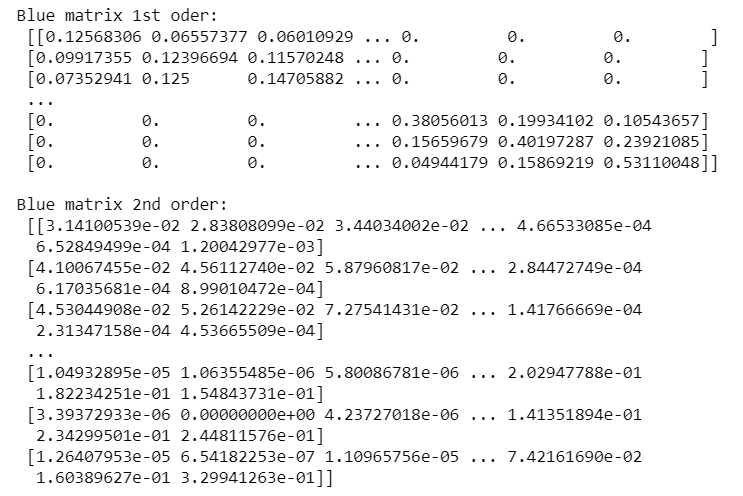 Blue matrix 1st oder:
[[0.12568306 0.06557377 0.06010929 ... 0. 0. 0. ]
[0.09917355 0.12396694 0.11570248 ... 0. 0. 0. ]
[0.07352941 0.125 0.14705882 ... 0. 0. 0. ]
...
[0. 0. 0. ... 0.38056013 0.19934102 0.10543657]
[0. 0. 0. ... 0.15659679 0.40197287 0.23921085]
[0. 0. 0. ... 0.04944179 0.15869219 0.53110048]]
Blue matrix 2nd order:
[[3.14100539e-02 2.83808099e-02 3.44034002e-02 ... 4.66533085e-04
6.52849499e-04 1.20042977e-03]
[4.10067455e-02 4.56112740e-02 5.87960817e-02 ... 2.84472749e-04
6.17035681e-04 8.99010472e-04]
[4.53044908e-02 5.26142229e-02 7.27541431e-02 ... 1.41766669e-04
2.31347158e-04 4.53665509e-04]
...
[1.04932895e-05 1.06355485e-06 5.80086781e-06 ... 2.02947788e-01
1.82234251e-01 1.54843731e-01]
[3.39372933e-06 0.00000000e+00 4.23727018e-06 ... 1.41351894e-01
2.34299501e-01 2.44811576e-01]
[1.26407953e-05 6.54182253e-07 1.10965756e-05 ... 7.42161690e-02
1.60389627e-01 3.29941263e-01]]